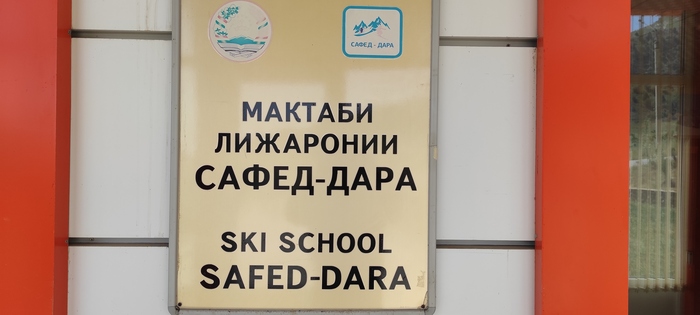 САФЕД - ДАРА
МАКТАБИ
ЛИЖАРОНИИ
САФЕД-ДАРА
SKI SCHOOL
SAFED-DARA